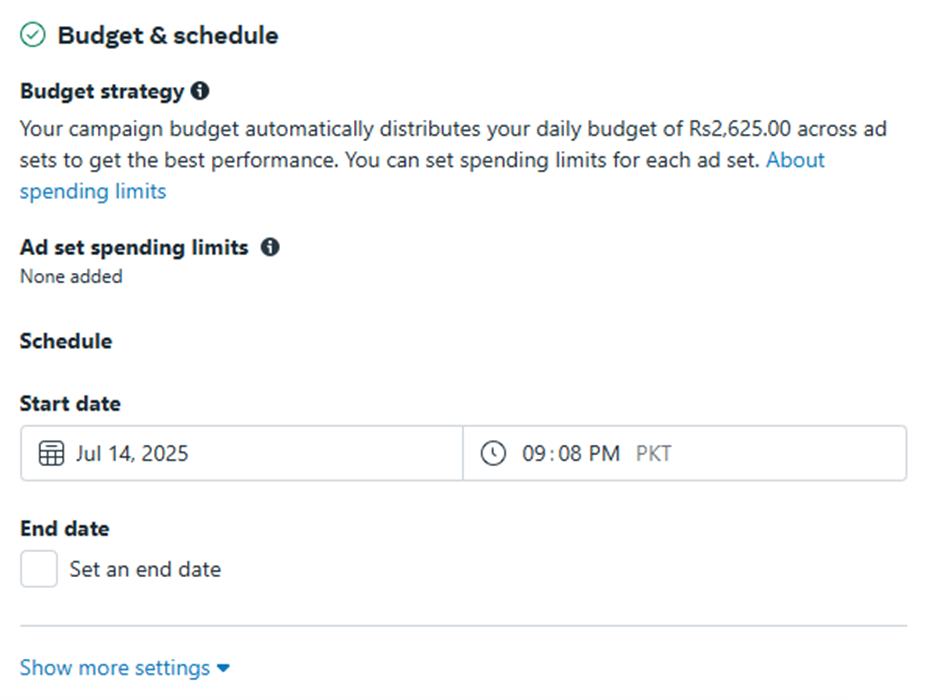 Budget & schedule
Budget strategy
Your campaign budget automatically distributes your daily budget of Rs2,625.00 across ad
sets to get the best performance. You can set spending limits for each ad set. About
spending limits
Ad set spending limits
None added
Schedule
Start date
Jul 14, 2025 09:08 PM PKT
End date
Set an end date
Show more settings